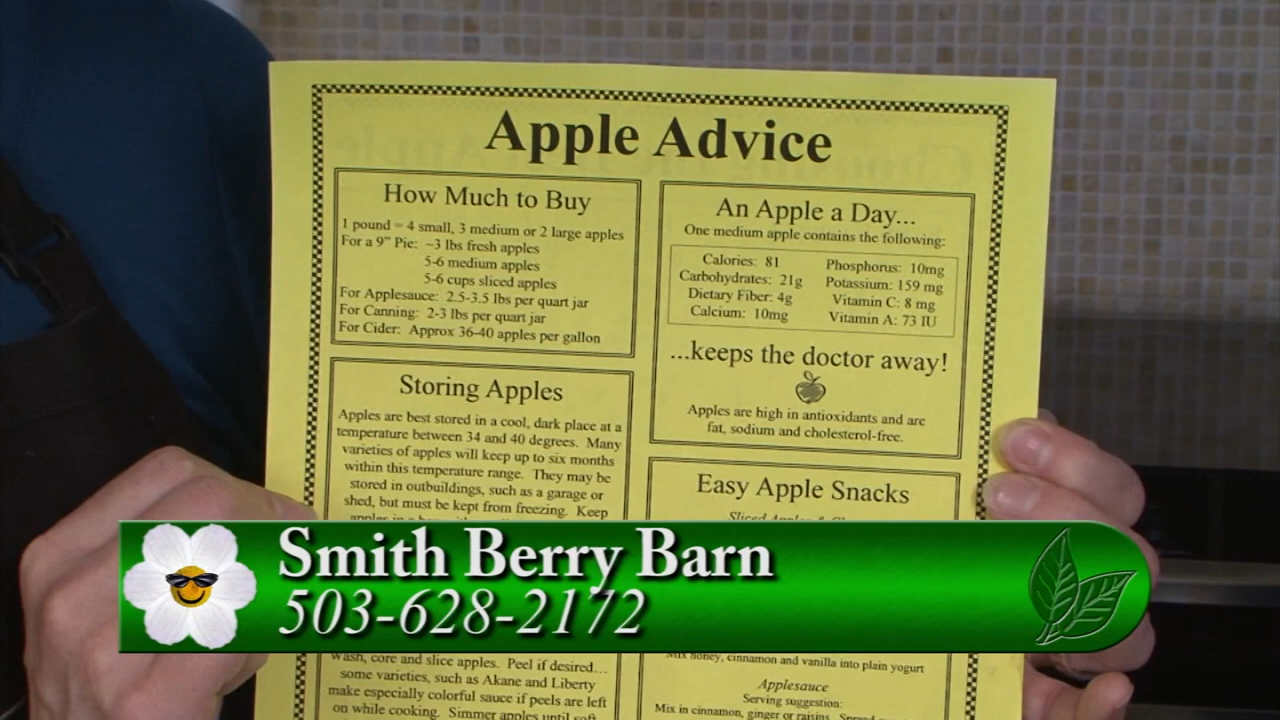 Apple Advice
How Much to Buy
1 pound = 4 small, 3 medium or 2 large apples
For a 9" Pie: ~3 lbs fresh apples
5-6 medium apples
5-6 cups sliced apples
For Applesauce: 2.5-3.5 lbs per quart jar
For Canning: 2-3 lbs per quart jar
For Cider: Approx 36-40 apples per gallon
Storing Apples
Apples are best stored in a cool, dark place at a
temperature between 34 and 40 degrees. Many
varieties of apples will keep up to six months
within this temperature range. They may be
stored in outbuildings, such as a garage or
shed, but must be kept from freezing. Keep
apples in a
wash, core and slice apples. Peel if desired...
some varieties, such as Akane and Liberty
make especially colorful sauce if peels are left
on while cooking. Simmer apples until soft
An Apple a Day...
One medium apple contains the following:
Calories: 81
Carbohydrates: 21g
Dietary Fiber: 4g
Calcium: 10mg
Phosphorus: 10mg
Potassium: 159 mg
Vitamin C: 8 mg
Vitamin A: 73 IU
...keeps the doctor away!
Apples are high in antioxidants and are
fat, sodium and cholesterol-free.
Easy Apple Snacks
Sliced Apples &
Mix honey, cinnamon and vanilla into plain yogurt
Applesauce
Serving suggestion:
Mix in cinnamon, ginger or raisins. Spread
Smith Berry Barn
503-628-2172